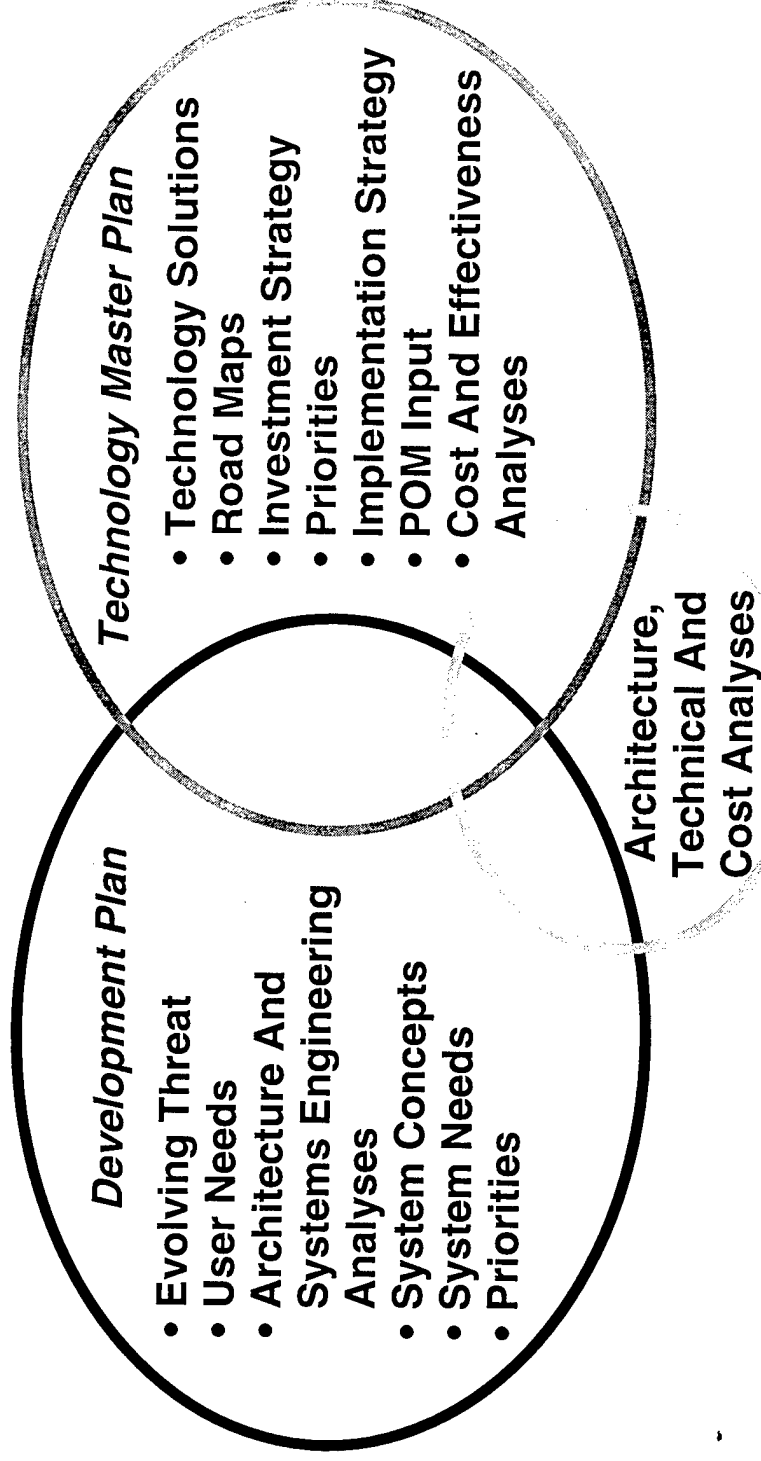 Development Plan
• Evolving Threat
• User Needs
• Architecture And
Systems Engineering
Analyses
• System Concepts
• System Needs
• Priorities
Technology Master Plan
• Technology Solutions
• Road Maps
• Investment Strategy
• Priorities
• Implementation Strategy
• POM Input
• Cost And Effectiveness
Analyses
Architecture,
Technical And
Cost Analyses